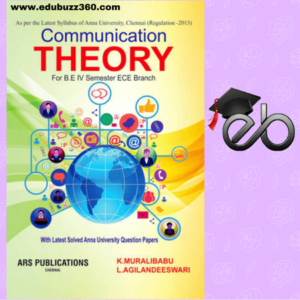 www.edubuzz360.com
As per the Latest Syllabus of Anna University, Chennai (Regulation -2013)
Communication
THEORY
For B.E IV Semester ECE Branch
With Latest Solved Anna University Question Papers
ARS PUBLICATIONS
CHENNAI.
K.MURALIBABU
L.AGILANDEESWARI
eb